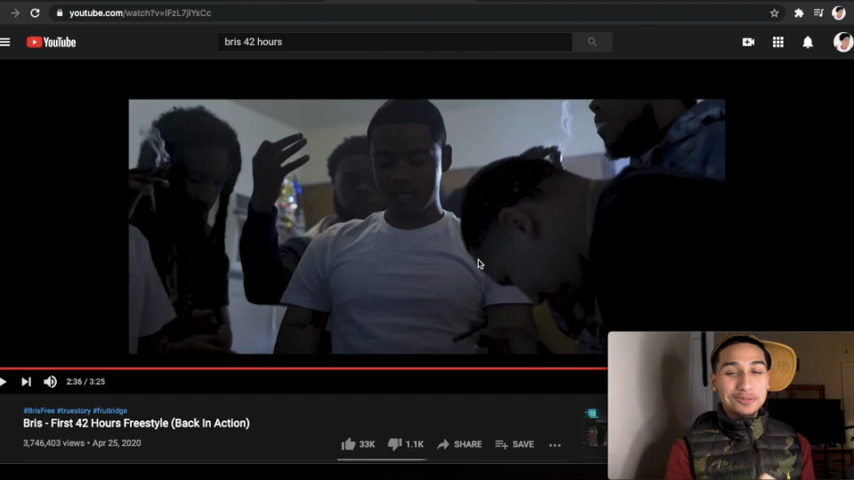 youtube.com/watch?v=IFzL7jlYsCc
YouTube
bris 42 hours
2:36 / 3:25
#BrisFree #truestory #fruitridge
Bris - First 42 Hours Freestyle (Back In Action)
3,746,403 views • Apr 25, 2020
33K
1.1K
SHARE
SAVE